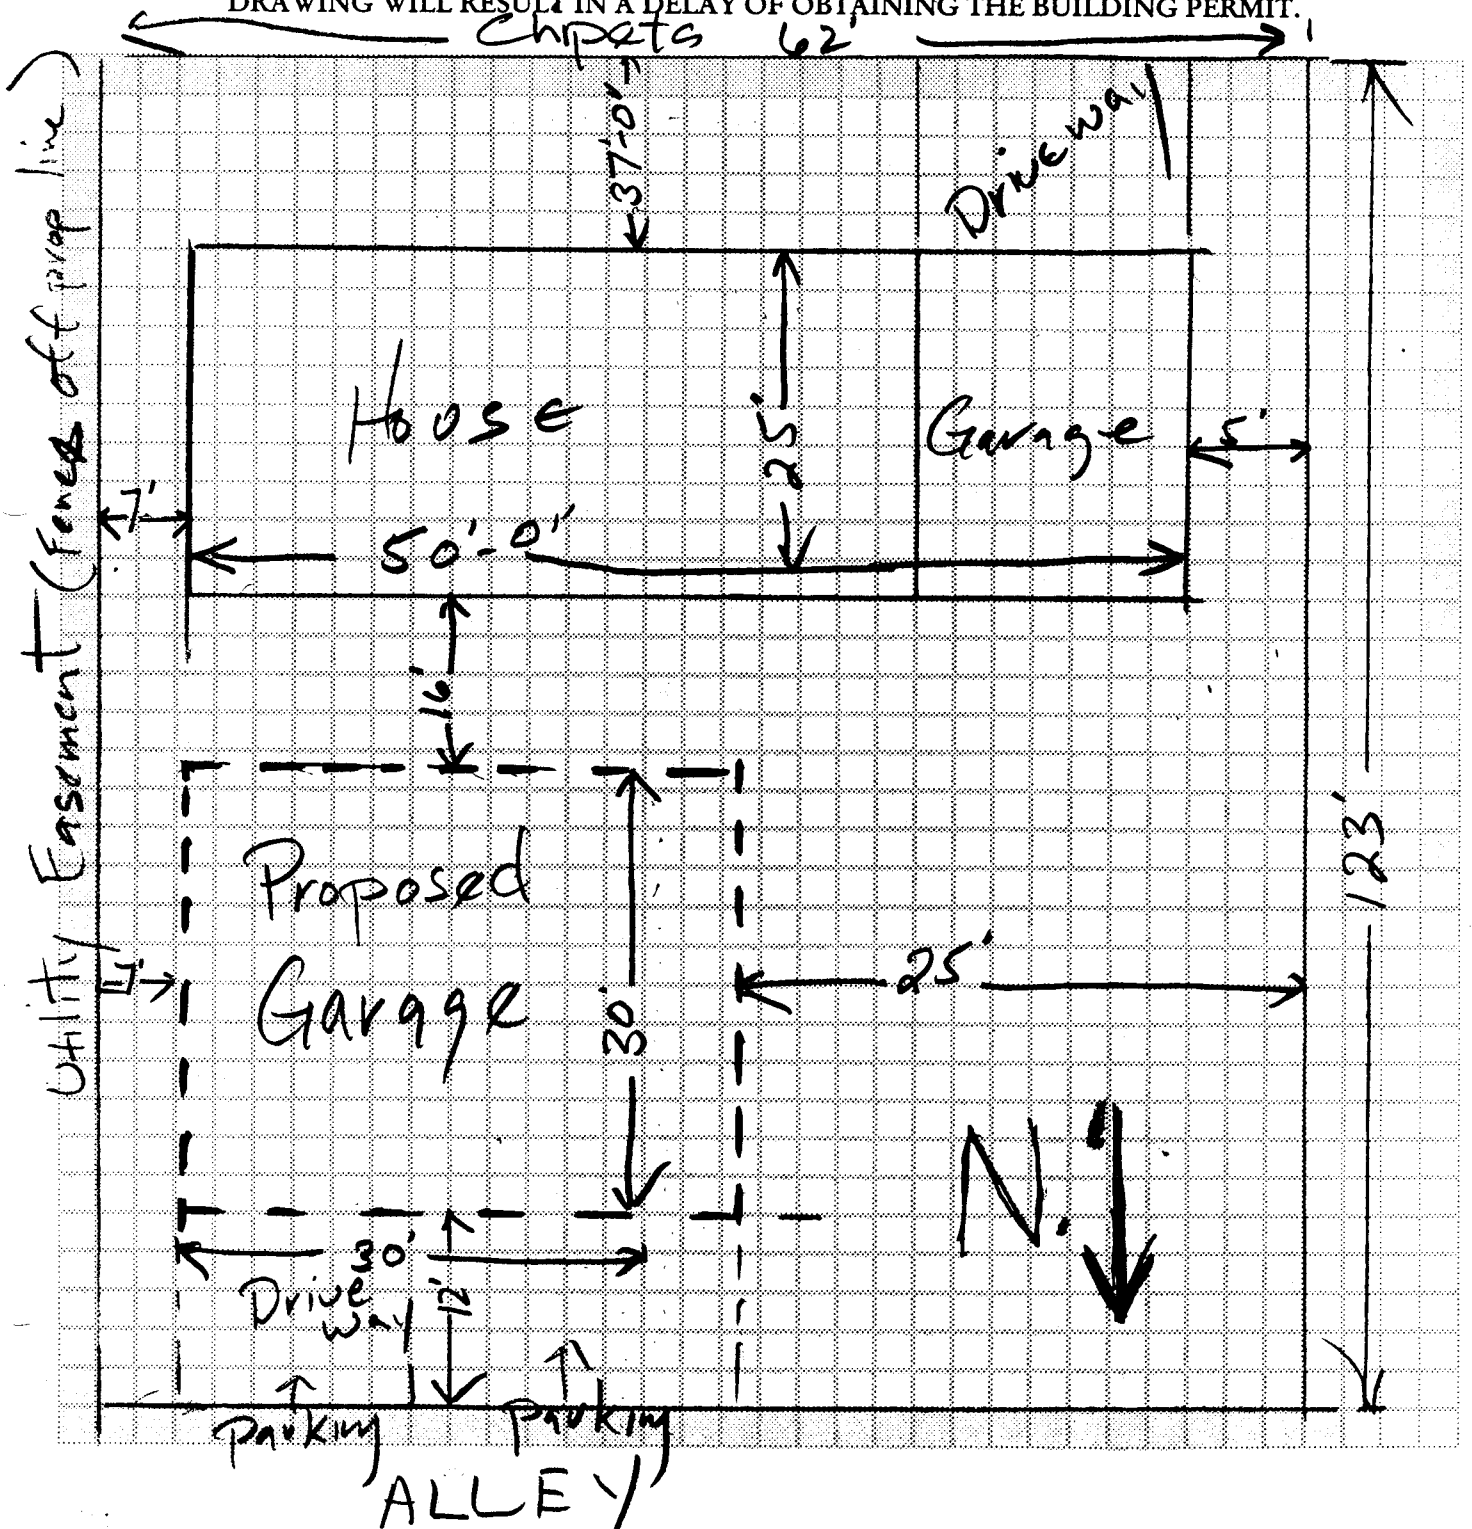 DRAWING WILL RESULT IN A DELAY OF OBTAINING THE BUILDING PERMIT.
62'
37'-0"
Driveway
Utility Easement (Fence off prop line)
House
25'
Garage
5'
7'
50'-0"
16'
123'
Proposed
Garage
30'
25'
N.
30'
Drive
way
12'
Parking
Parking
ALLEY